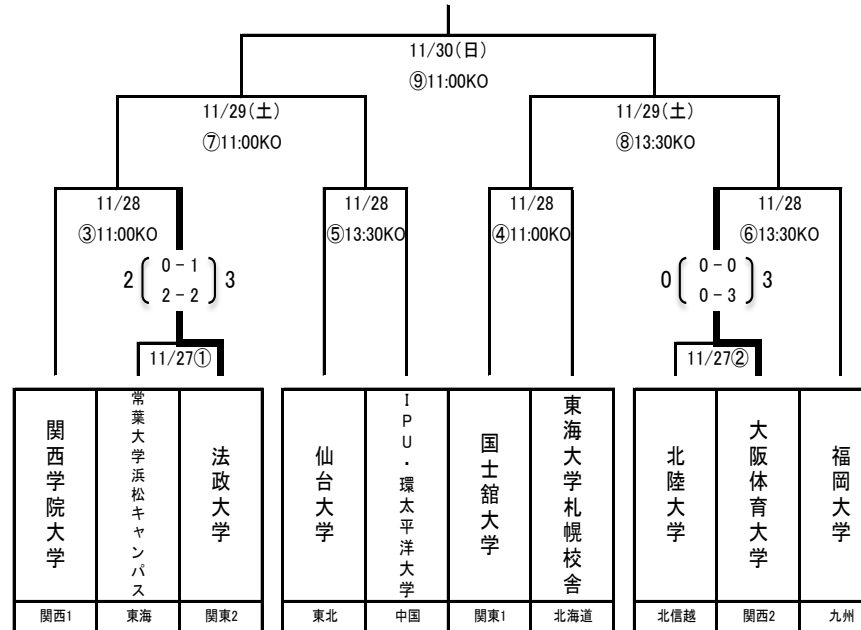 11/30(日)
⑨11:00KO
11/29(土)
⑦11:00KO
11/29(土)
⑧13:30KO
11/28
③11:00KO
11/28
⑤13:30KO
11/28
④11:00KO
11/28
⑥13:30KO
2
0 - 1
2 - 2
3
0
0 - 0
0 - 3
3
11/27①
11/27②
関西学院大学
常葉大学浜松キャンパス
法政大学
仙台大学
IPU・環太平洋大学
国士舘大学
東海大学札幌校舎
北陸大学
大阪体育大学
福岡大学
関西1
東海
関東2
東北
中国
関東1
北海道
北信越
関西2
九州